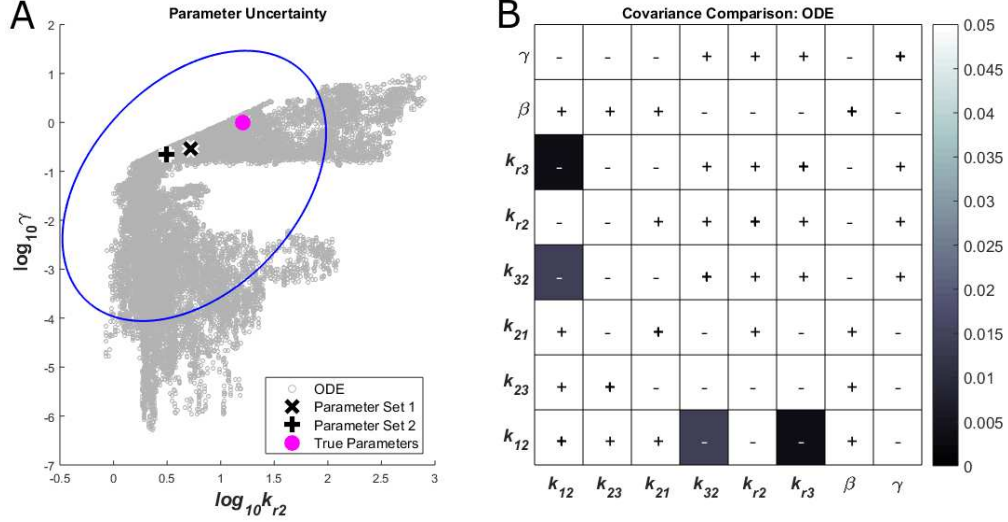 A
Parameter Uncertainty
2
1
0
-1
-2
-3
-4
-5
-6
-7
log10γ
-0.5 0 0.5 1 1.5 2 2.5 3
log10kr2
ODE
Parameter Set 1
Parameter Set 2
True Parameters
B
Covariance Comparison: ODE
γ - - - + + + - +
β + + + - - - + -
kr3 - - - + + + - +
kr2 - - + + + + - +
k32 - - - + + + - +
k21 + - + - + - + -
k23 + + - - - - + -
k12 + + + - - - + -
k12 k23 k21 k32 kr2 kr3 β γ
0.05
0.045
0.04
0.035
0.03
0.025
0.02
0.015
0.01
0.005
0